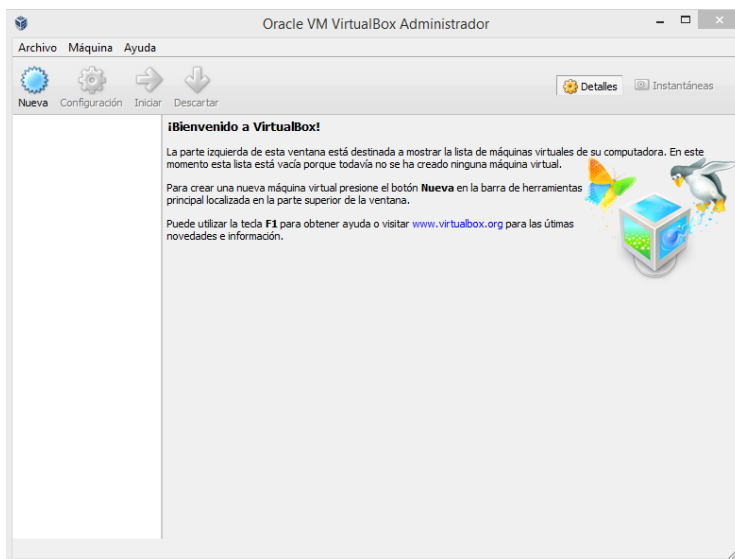 Oracle VM VirtualBox Administrador
Archivo Máquina Ayuda
Nueva Configuración Iniciar Descartar
Detalles Instantáneas
¡Bienvenido a VirtualBox!
La parte izquierda de esta ventana está destinada a mostrar la lista de máquinas virtuales de su computadora. En este
momento esta lista está vacía porque todavía no se ha creado ninguna máquina virtual.
Para crear una nueva máquina virtual presione el botón Nueva en la barra de herramientas
principal localizada en la parte superior de la ventana.
Puede utilizar la tecla F1 para obtener ayuda o visitar www.virtualbox.org para las útimas
novedades e información.